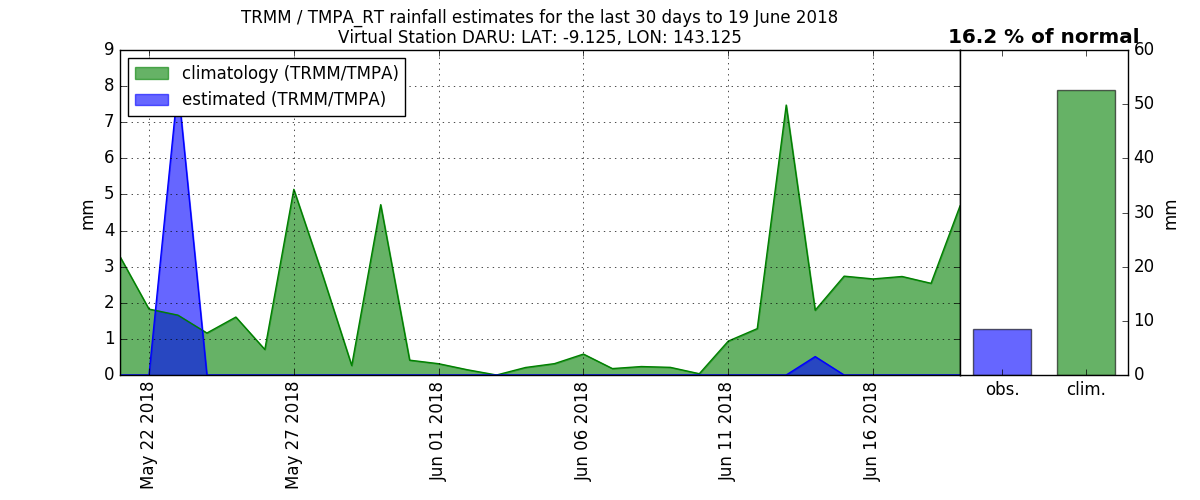 TRMM / TMPA_RT rainfall estimates for the last 30 days to 19 June 2018
Virtual Station DARU: LAT: -9.125, LON: 143.125
16.2 % of normal
climatology (TRMM/TMPA)
estimated (TRMM/TMPA)
9
8
7
6
5
4
3
2
1
0
mm
May 22 2018
May 27 2018
Jun 01 2018
Jun 06 2018
Jun 11 2018
Jun 16 2018
60
50
40
30
20
10
0
mm
obs.
clim.